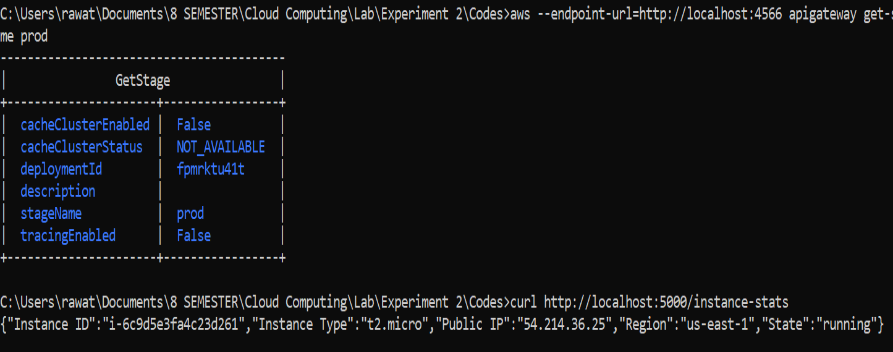 C:\Users\rawat\Documents\8 SEMESTER\Cloud Computing\Lab\Experiment 2\Codes>aws --endpoint-url=http://localhost:4566 apigateway get-s
me prod
----------------------------------------
|               GetStage               |
+---------------------+----------------+
|  cacheClusterEnabled |  False  |
|  cacheClusterStatus  |  NOT_AVAILABLE  |
|  deploymentId  |  fpmrktu41t  |
|  description  |  |
|  stageName  |  prod  |
|  tracingEnabled  |  False  |
+---------------------+----------------+
C:\Users\rawat\Documents\8 SEMESTER\Cloud Computing\Lab\Experiment 2\Codes>curl http://localhost:5000/instance-stats
{"Instance ID":"i-6c9d5e3fa4c23d261","Instance Type":"t2.micro","Public IP":"54.214.36.25","Region":"us-east-1","State":"running"}